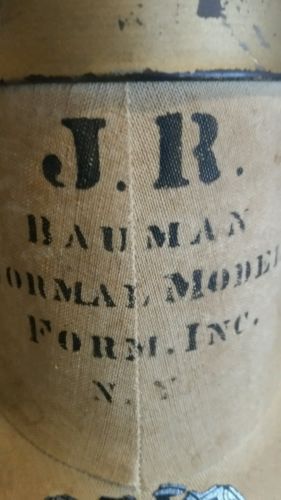 J.R.
BAUMAN
ORMAL MODEL
FORM. INC.
N.Y